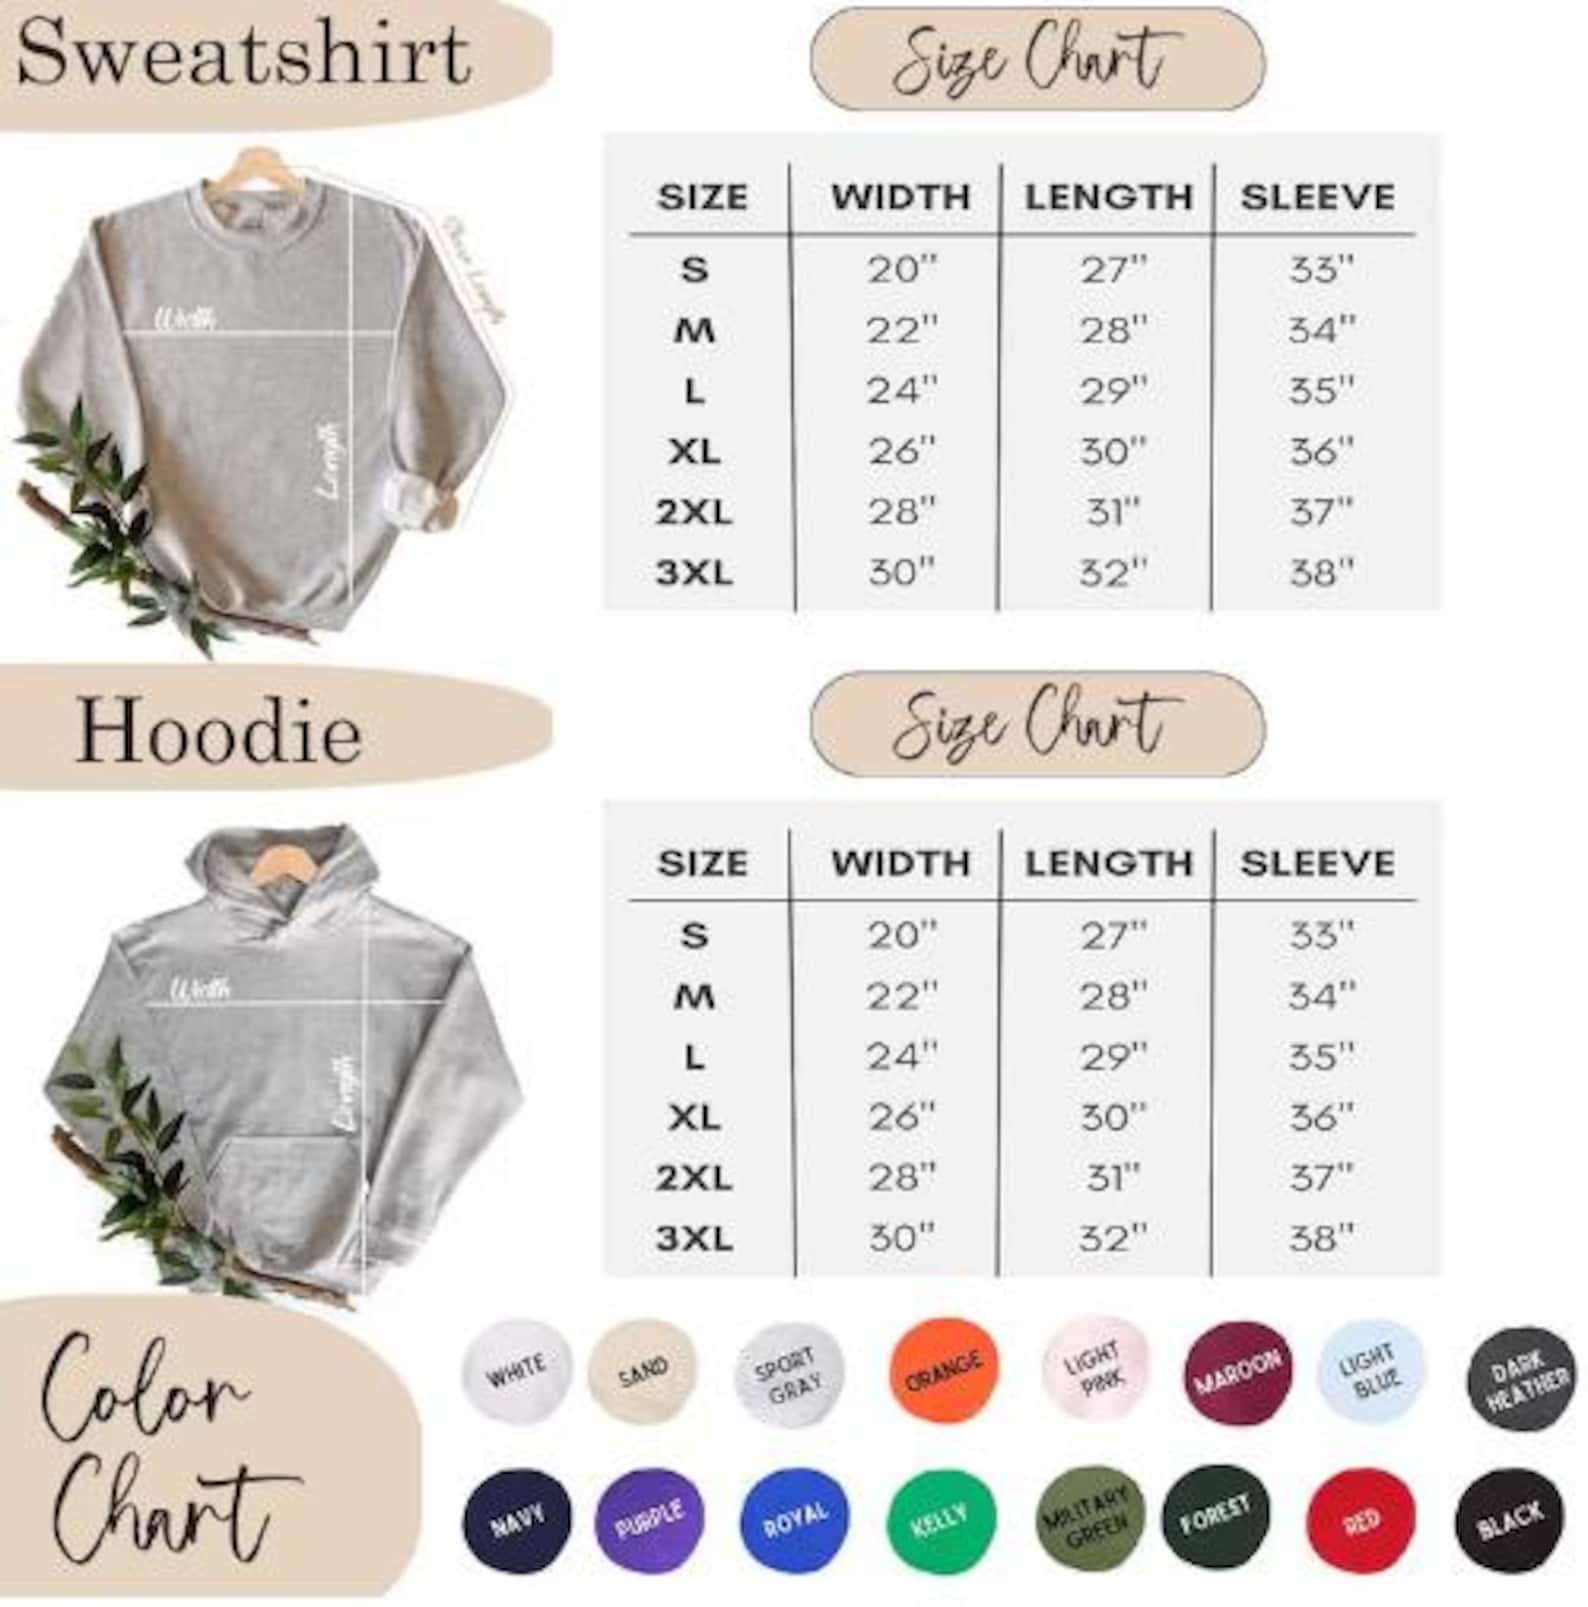 Sweatshirt
Size Chart
SIZE WIDTH LENGTH SLEEVE
S 20" 27" 33"
M 22" 28" 34"
L 24" 29" 35"
XL 26" 30" 36"
2XL 28" 31" 37"
3XL 30" 32" 38"
Width
Length
Hoodie
Size Chart
SIZE WIDTH LENGTH SLEEVE
S 20" 27" 33"
M 22" 28" 34"
L 24" 29" 35"
XL 26" 30" 36"
2XL 28" 31" 37"
3XL 30" 32" 38"
Width
Length
Color
Chart
WHITE
SAND
SPORT
GRAY
ORANGE
LIGHT
PINK
MAROON
LIGHT
BLUE
DARK
HEATHER
NAVY
PURPLE
ROYAL
KELLY
MILITARY
GREEN
FOREST
RED
BLACK